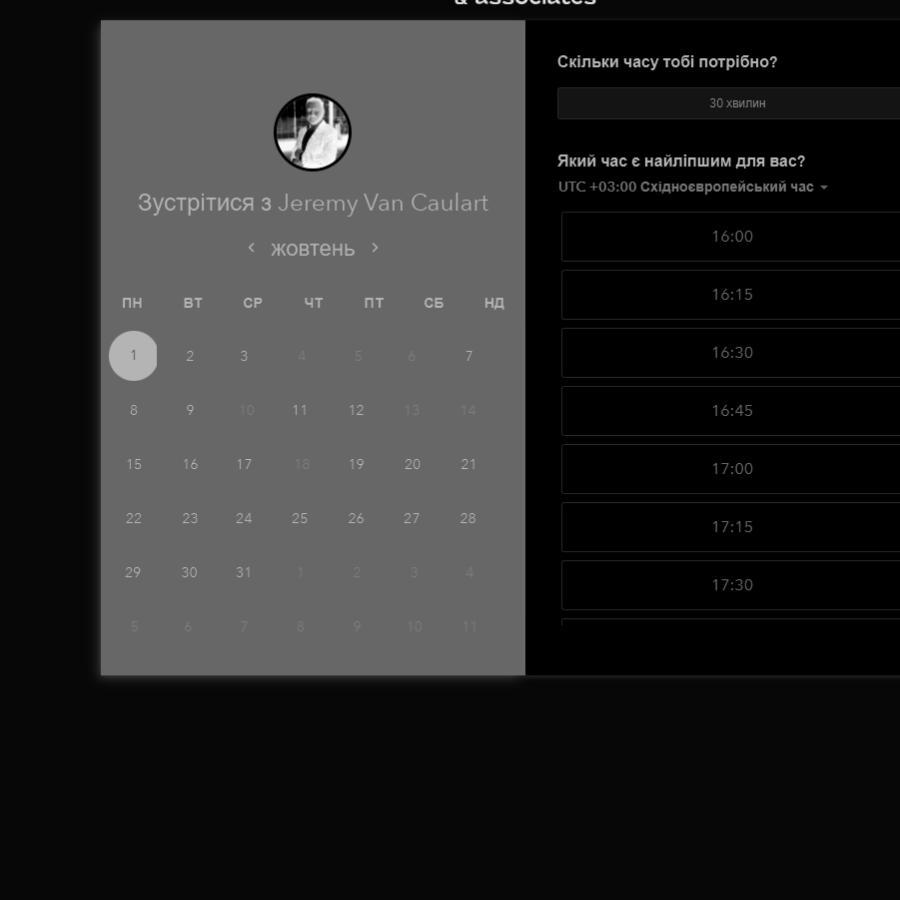 & associates
Зустрітися з Jeremy Van Caulart
жовтень
ПН ВТ СР ЧТ ПТ СБ НД
1 2 3 4 5 6 7
8 9 10 11 12 13 14
15 16 17 18 19 20 21
22 23 24 25 26 27 28
29 30 31 1 2 3 4
5 6 7 8 9 10 11
Скільки часу тобі потрібно?
30 хвилин
Який час є найліпшим для вас?
UTC +03:00 Східноєвропейський час
16:00
16:15
16:30
16:45
17:00
17:15
17:30